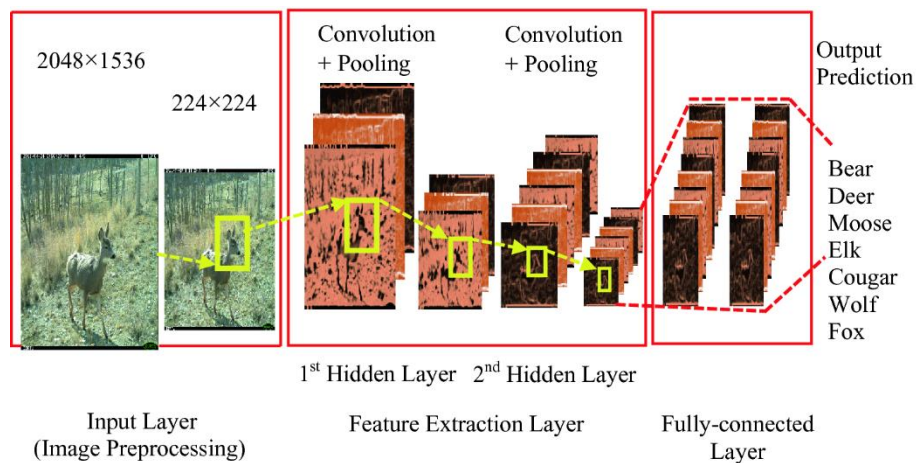 2048×1536
224×224
Convolution
+ Pooling
Convolution
+ Pooling
Output
Prediction
Bear
Deer
Moose
Elk
Cougar
Wolf
Fox
1st Hidden Layer
2nd Hidden Layer
Input Layer
(Image Preprocessing)
Feature Extraction Layer
Fully-connected
Layer